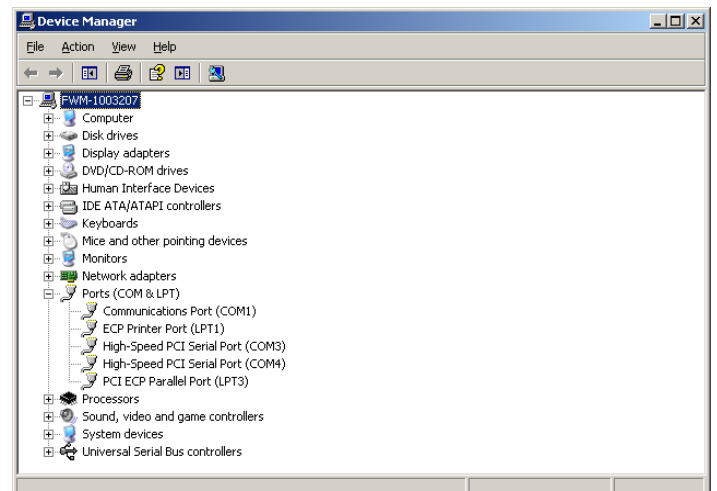 Device Manager
File Action View Help
FWM-1003207
Computer
Disk drives
Display adapters
DVD/CD-ROM drives
Human Interface Devices
IDE ATA/ATAPI controllers
Keyboards
Mice and other pointing devices
Monitors
Network adapters
Ports (COM & LPT)
Communications Port (COM1)
ECP Printer Port (LPT1)
High-Speed PCI Serial Port (COM3)
High-Speed PCI Serial Port (COM4)
PCI ECP Parallel Port (LPT3)
Processors
Sound, video and game controllers
System devices
Universal Serial Bus controllers